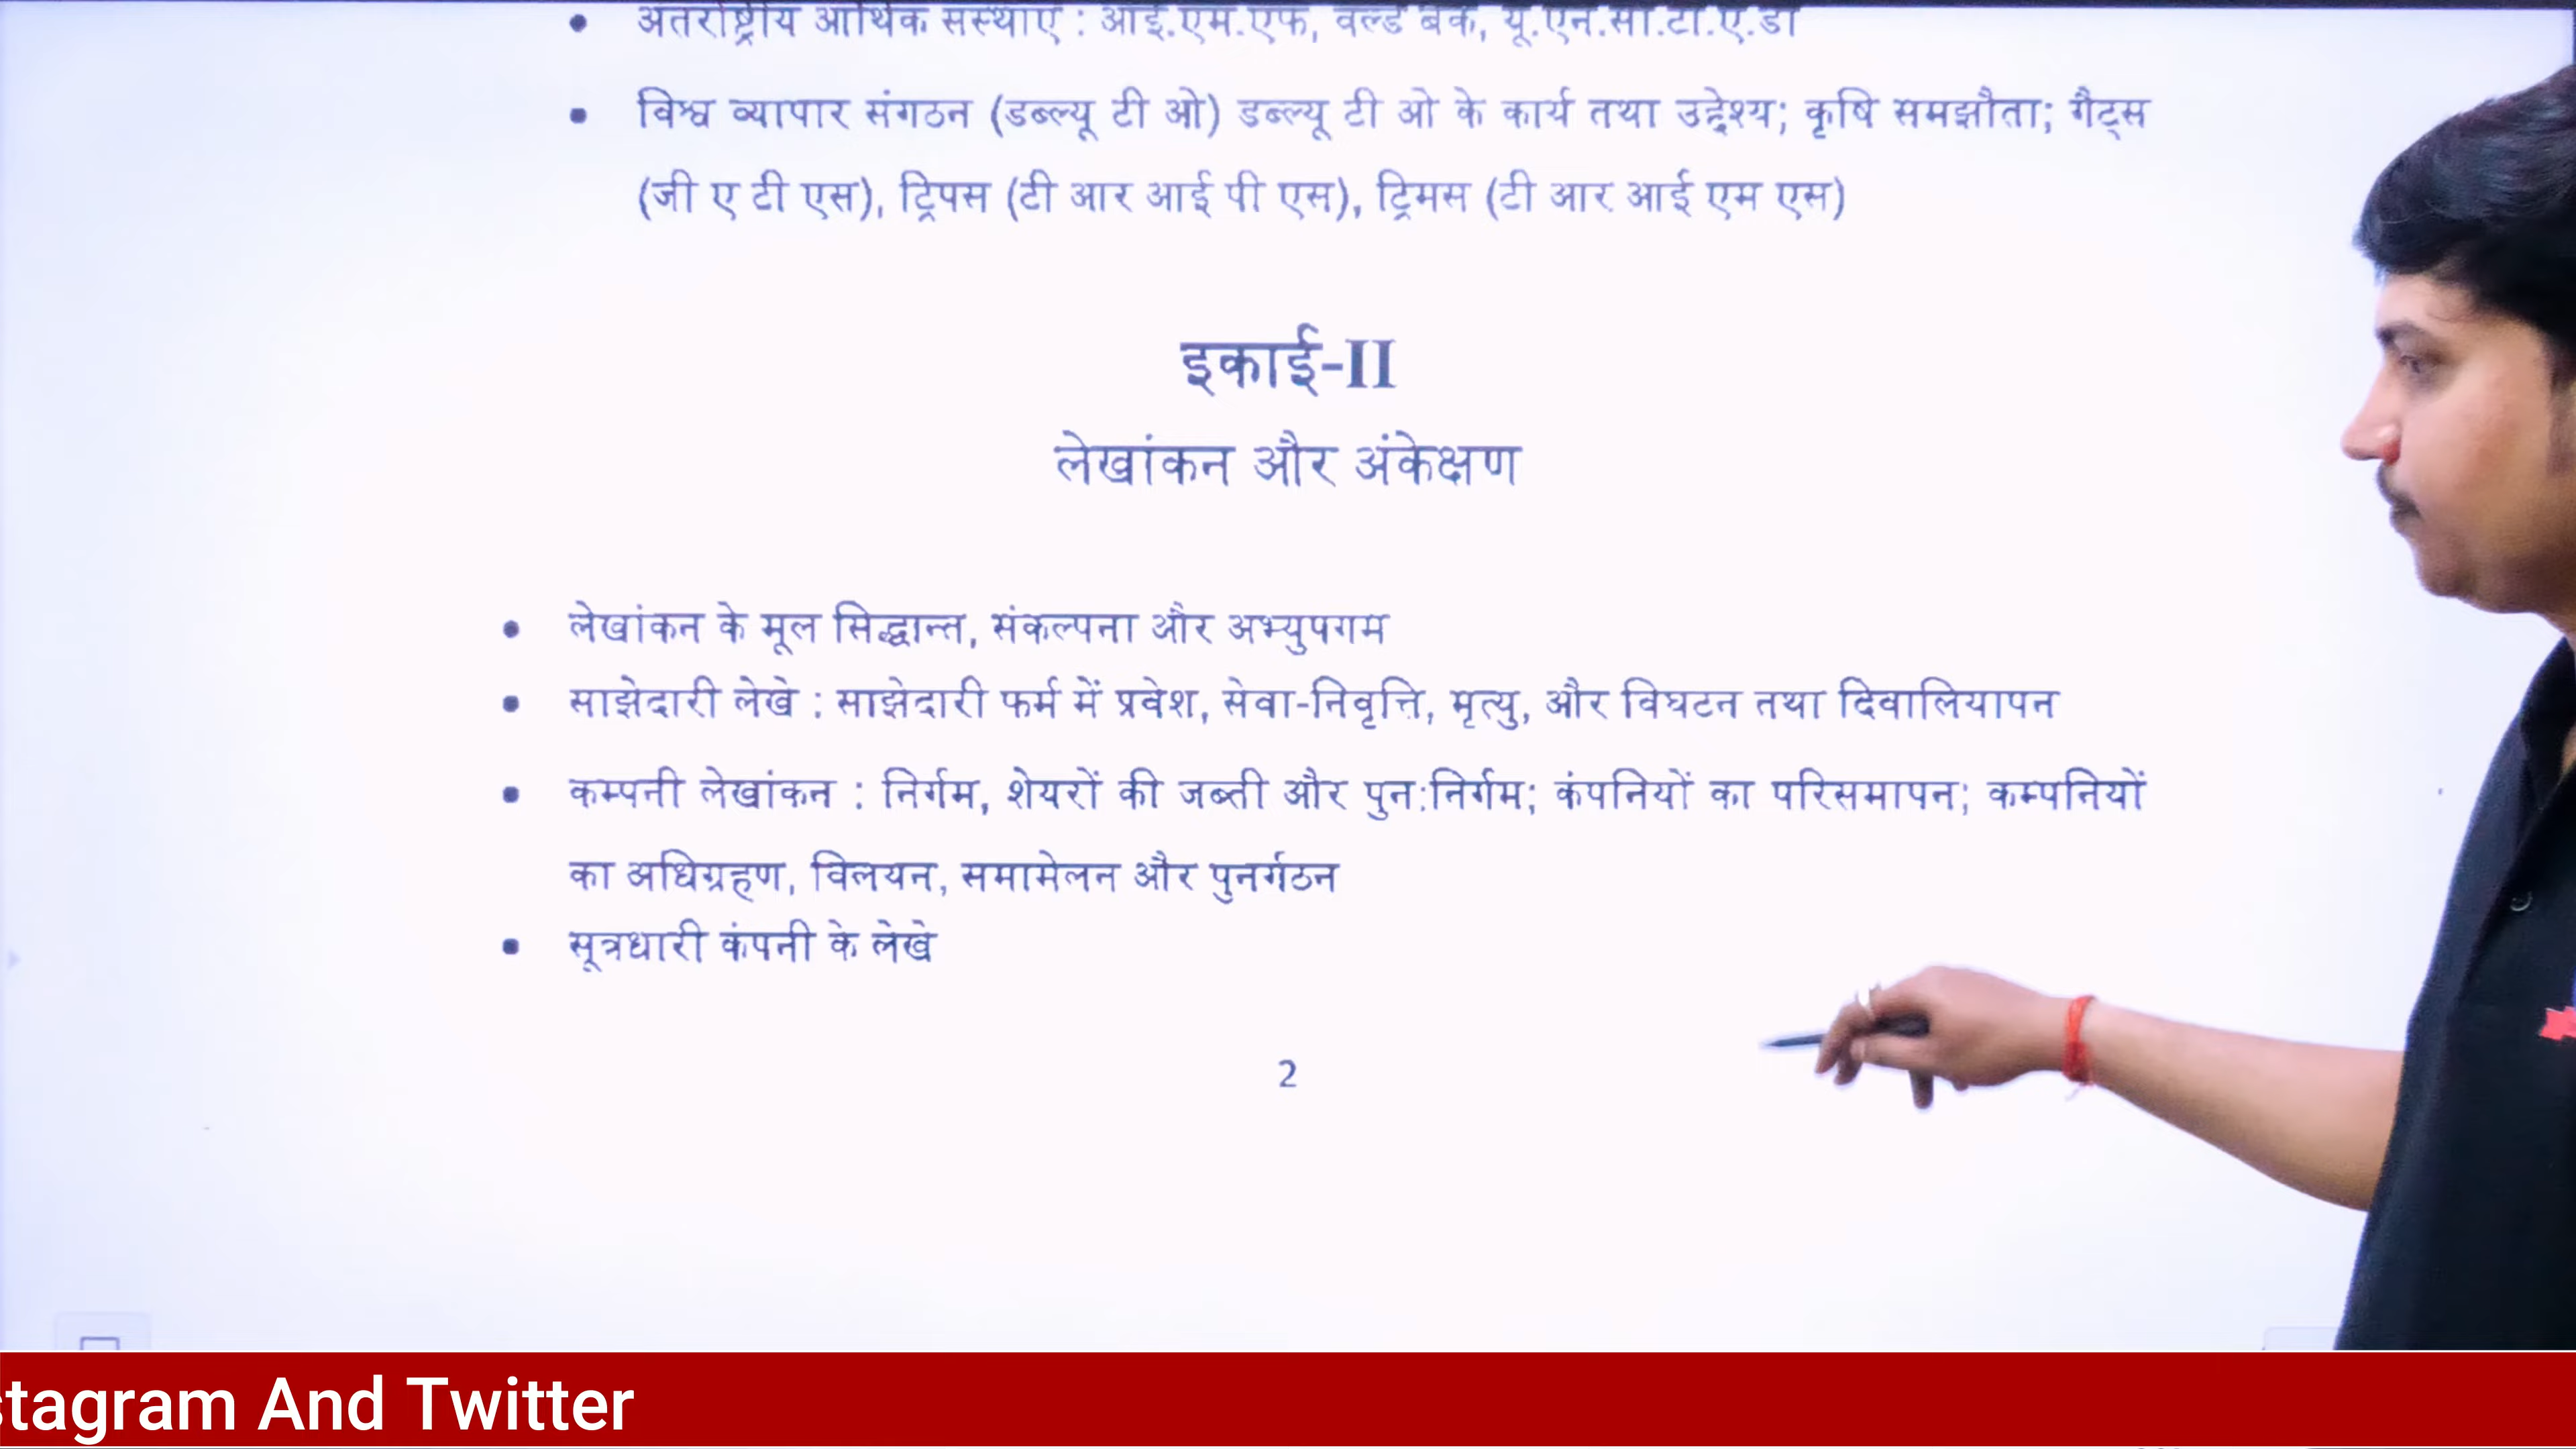 अंतर्राष्ट्रीय आर्थिक संस्थाएं : आई.एम.एफ, वर्ल्ड बैंक, यू.एन.सी.टी.ए.डी
विश्व व्यापार संगठन (डब्ल्यू टी ओ) डब्ल्यू टी ओ के कार्य तथा उद्देश्य; कृषि समझौता; गैट्स
(जी ए टी एस), ट्रिपस (टी आर आई पी एस), ट्रिमस (टी आर आई एम एस)
इकाई-II
लेखांकन और अंकेक्षण
• लेखांकन के मूल सिद्धान्त, संकल्पना और अभ्युपगम
• साझेदारी लेखे : साझेदारी फर्म में प्रवेश, सेवा-निवृत्ति, मृत्यु, और विघटन तथा दिवालियापन
• कम्पनी लेखांकन : निर्गम, शेयरों की जब्ती और पुन:निर्गम; कंपनियों का परिसमापन; कम्पनियों
का अधिग्रहण, विलयन, समामेलन और पुनर्गठन
• सूत्रधारी कंपनी के लेखे
2
stagram And Twitter